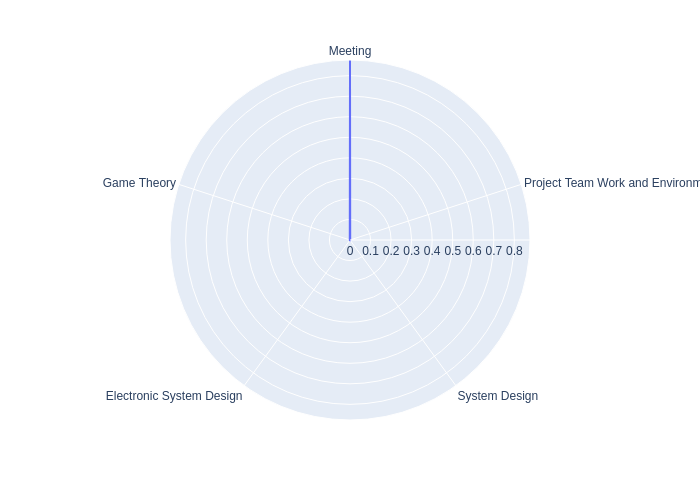 Meeting
Game Theory
Project Team Work and Environm
0 0.1 0.2 0.3 0.4 0.5 0.6 0.7 0.8
Electronic System Design
System Design